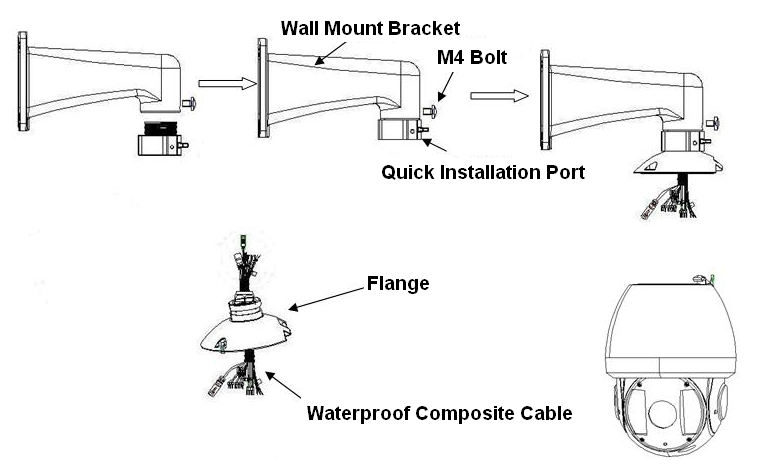 Wall Mount Bracket
M4 Bolt
Quick Installation Port
Flange
Waterproof Composite Cable